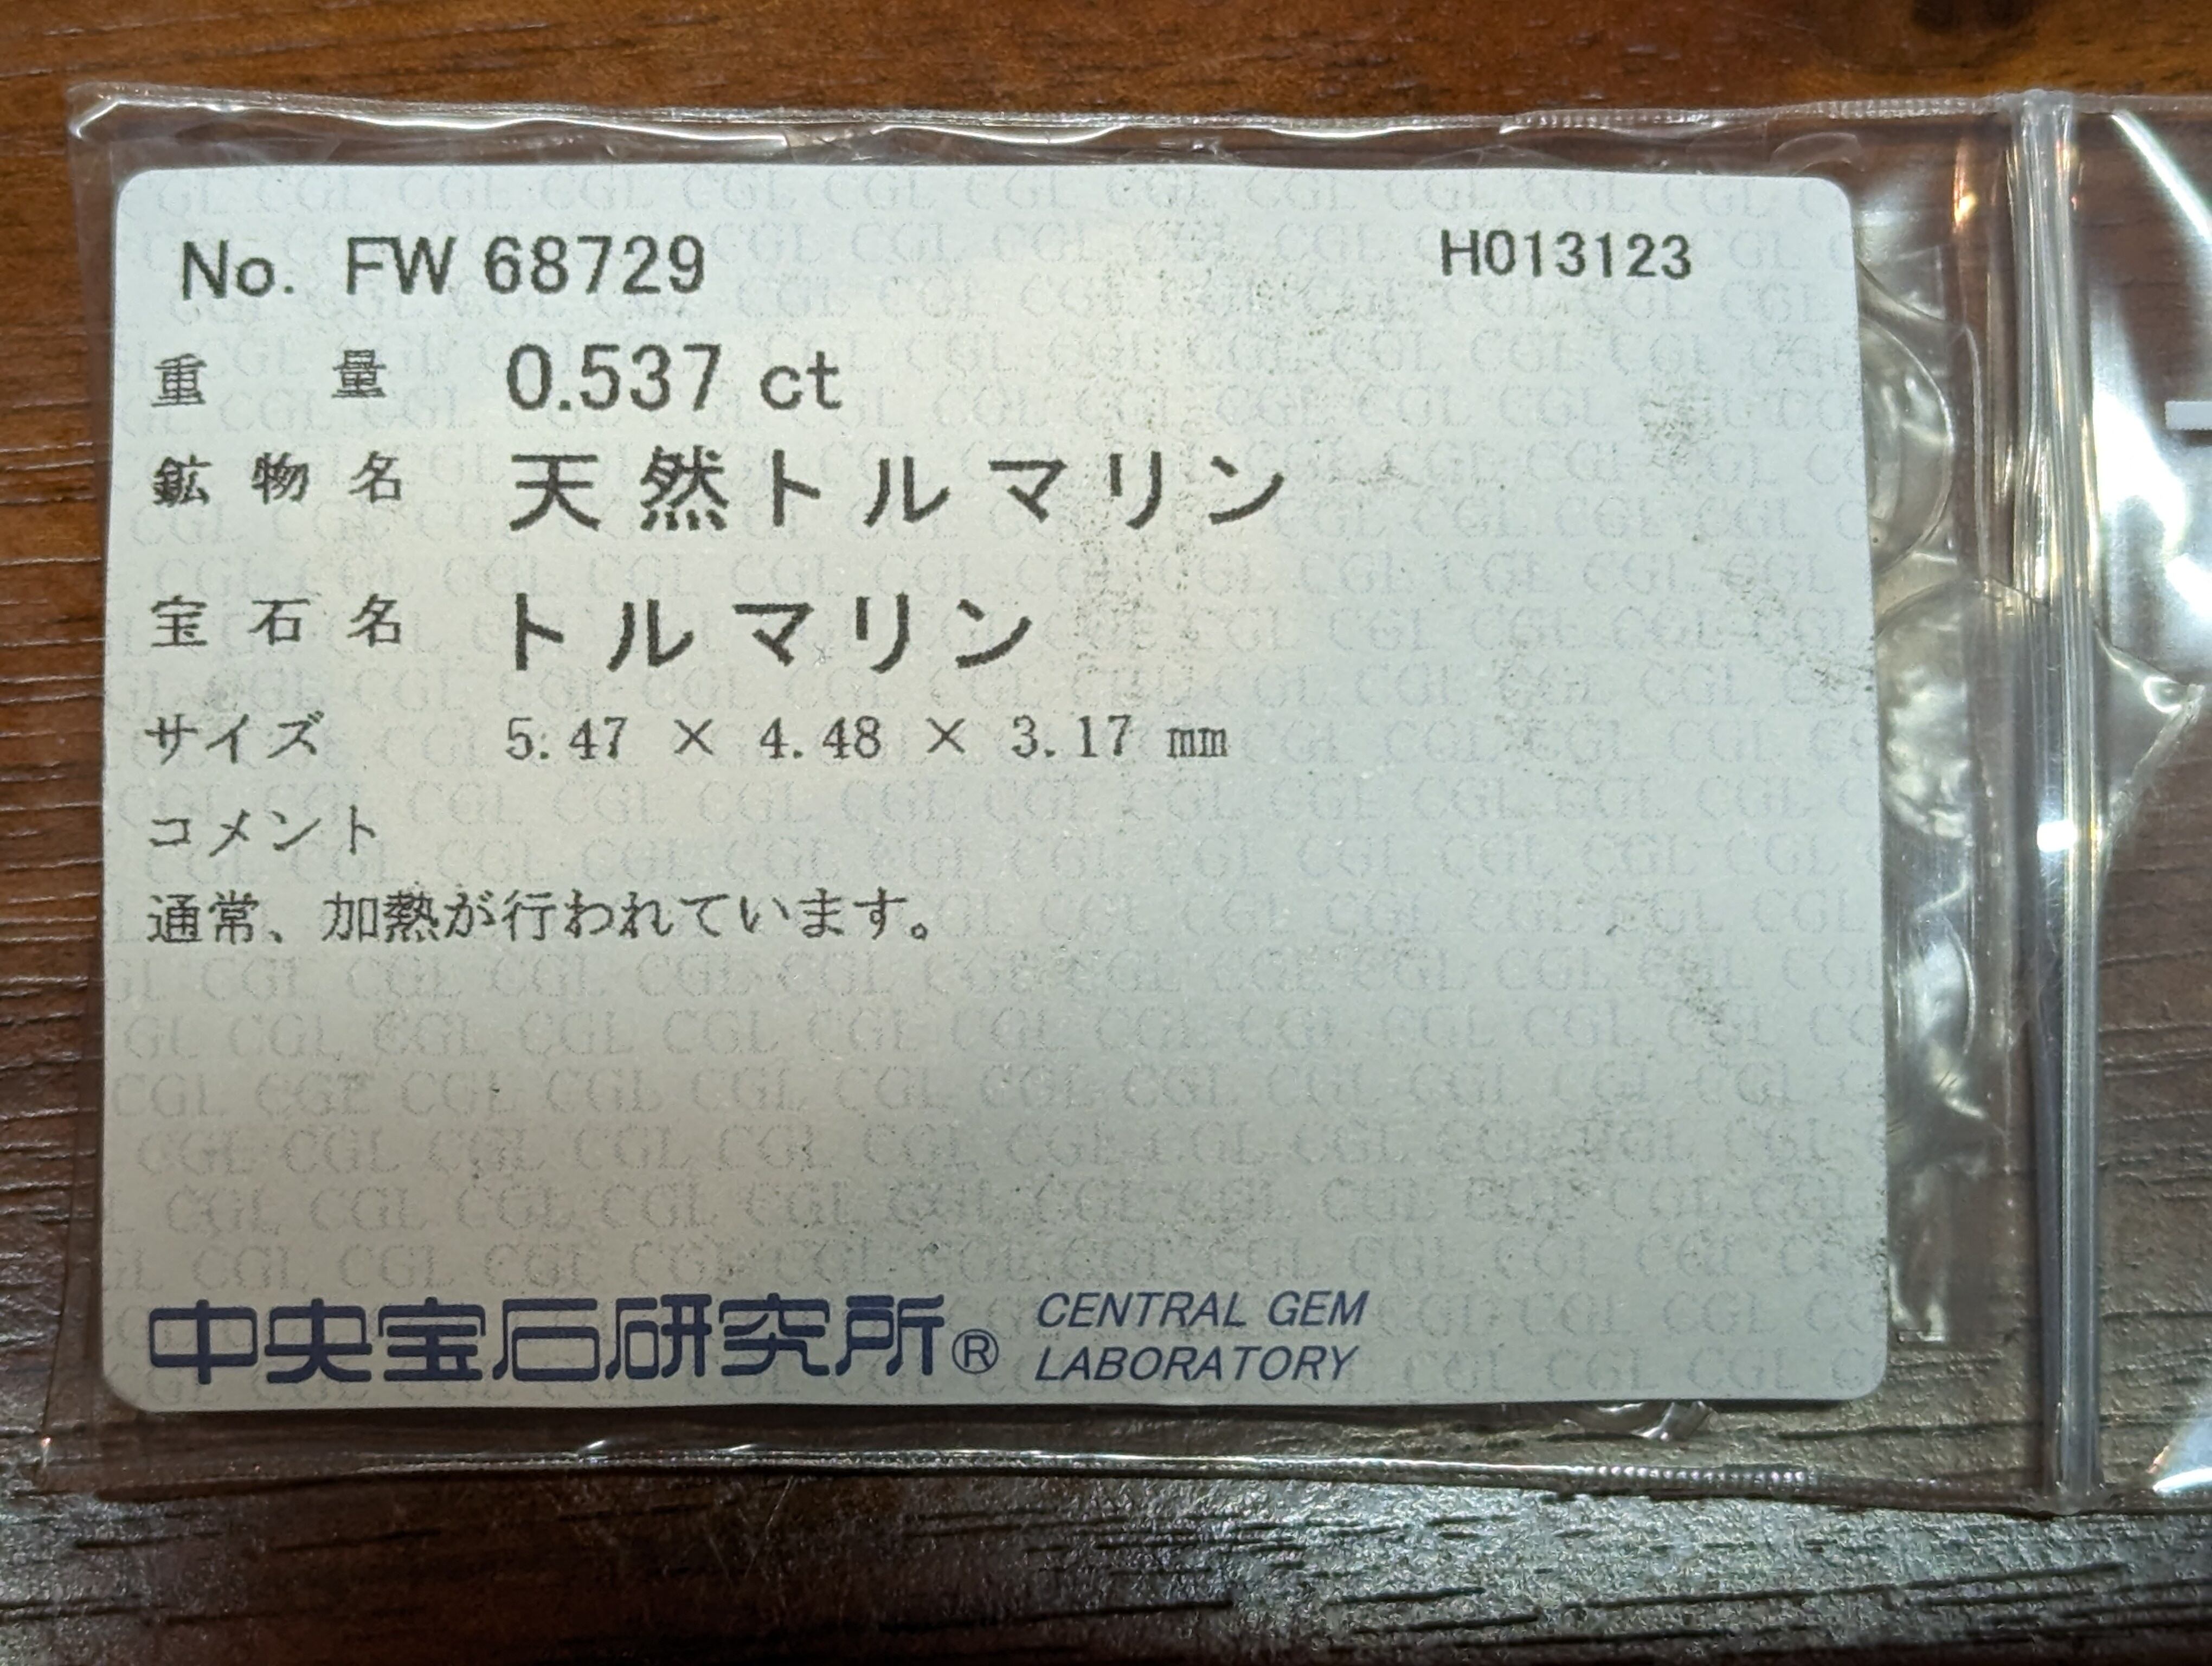 No. FW 68729 H013123
重量 0.537 ct
鉱物名 天然トルマリン
宝石名 トルマリン
サイズ 5.47 × 4.48 × 3.17 mm
コメント
通常、加熱が行われています。
中央宝石研究所® CENTRAL GEM
LABORATORY